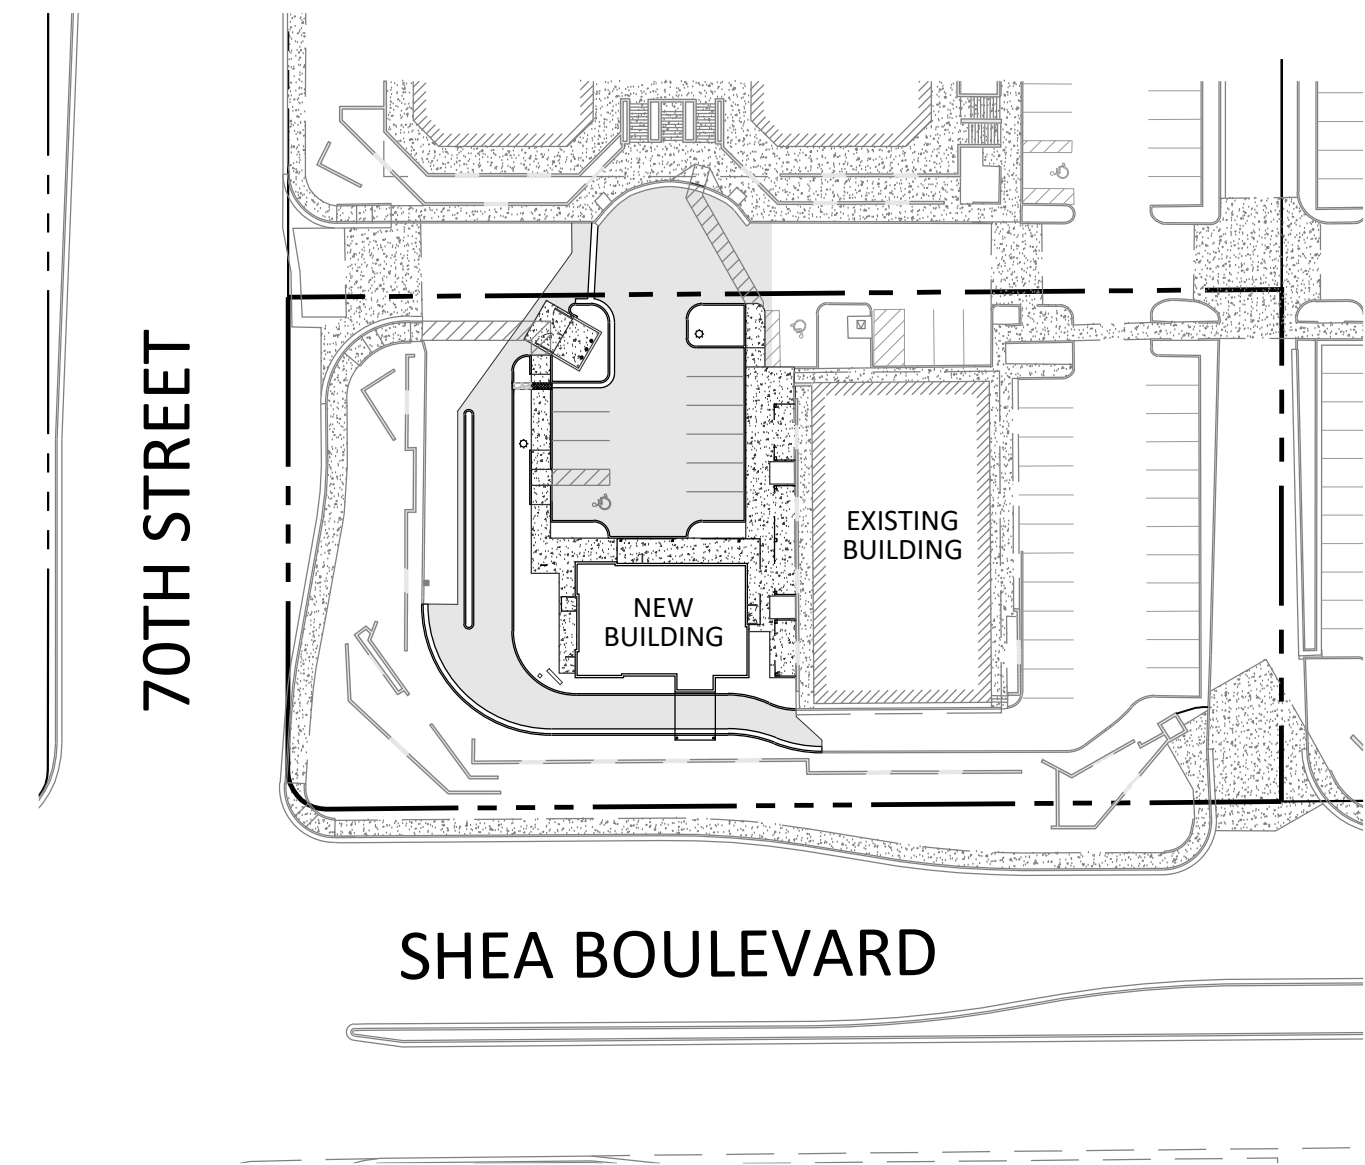 70TH STREET
EXISTING
BUILDING
NEW
BUILDING
SHEA BOULEVARD